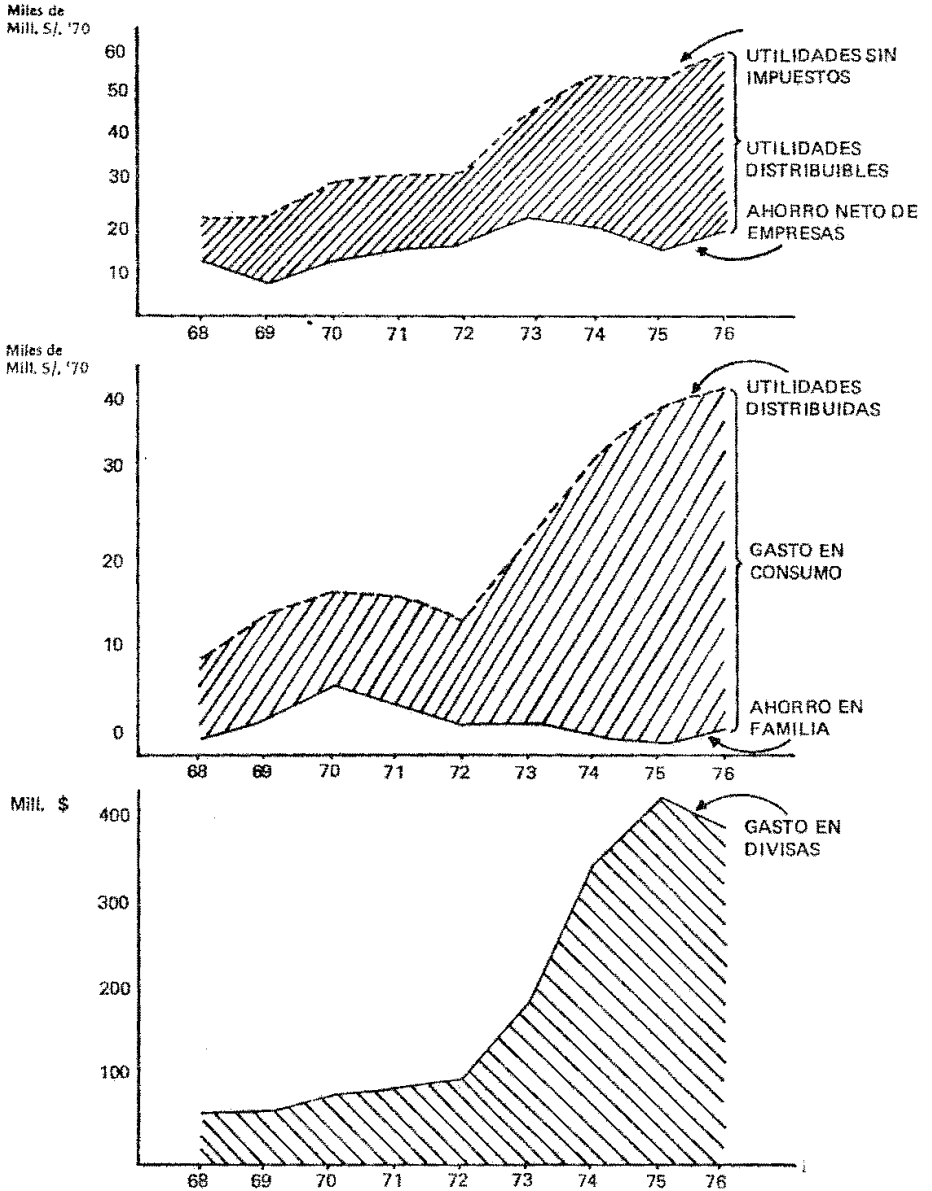 Miles de
Mill. S/. '70
60
50
40
30
20
10
UTILIDADES SIN
IMPUESTOS
UTILIDADES
DISTRIBUIBLES
AHORRO NETO DE
EMPRESAS
68 69 70 71 72 73 74 75 76
Miles de
Mill. S/. '70
40
30
20
10
0
UTILIDADES
DISTRIBUIDAS
GASTO EN
CONSUMO
AHORRO EN
FAMILIA
68 69 70 71 72 73 74 75 76
Mill. $
400
300
200
100
GASTO EN
DIVISAS
68 69 70 71 72 73 74 75 76